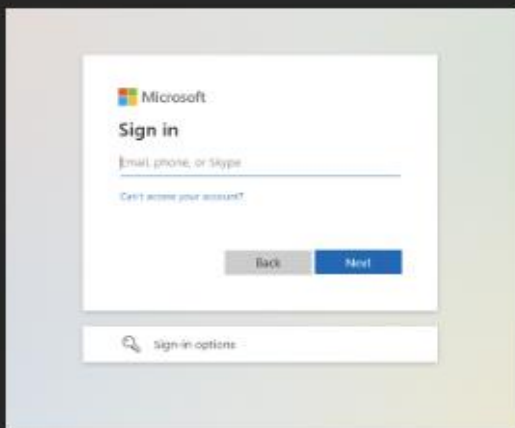 Microsoft
Sign in
Email, phone, or Skype
Can't access your account?
Back
Next
Sign-in options